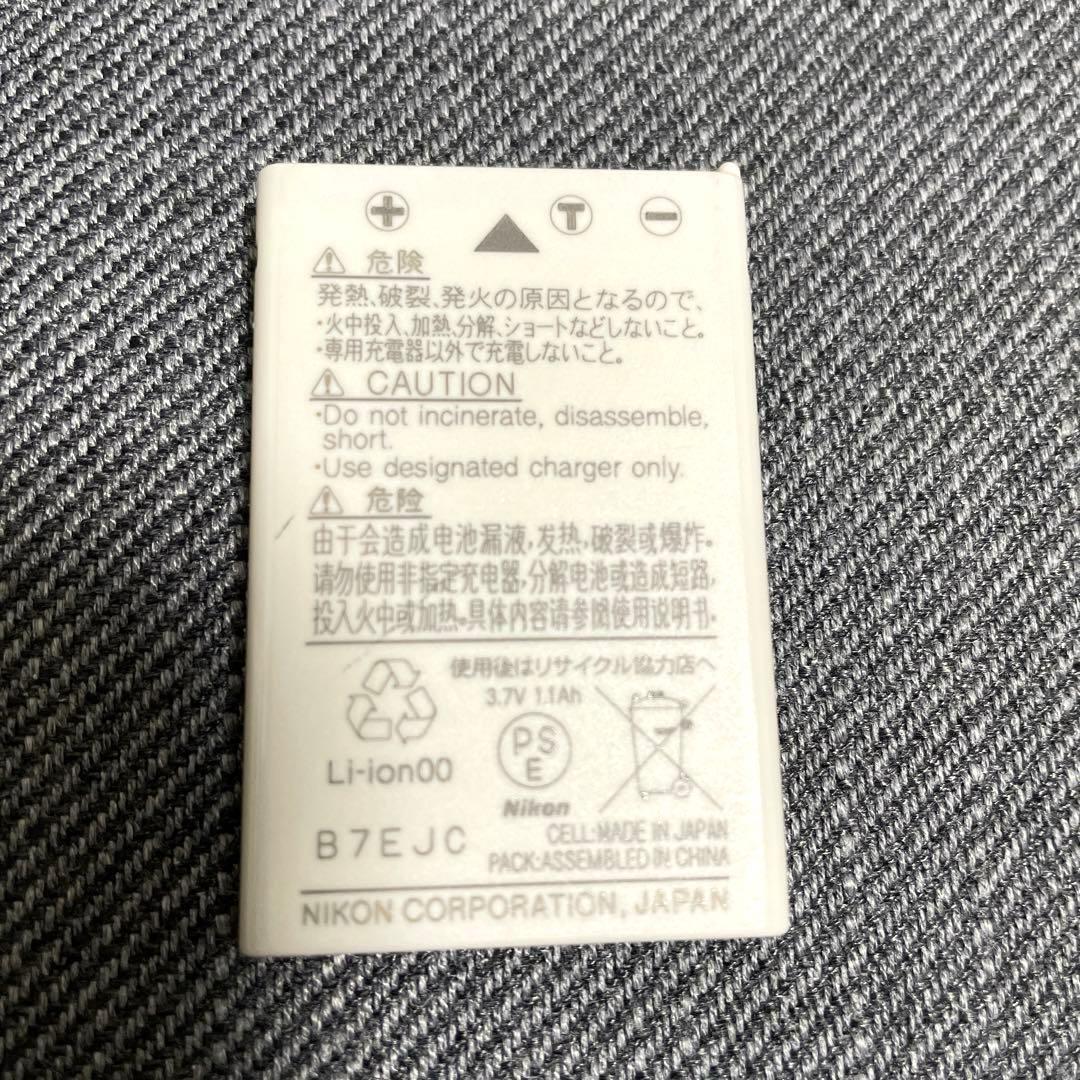 + T −
危険
発熱、破裂、発火の原因となるので、
・火中投入、加熱、分解、ショートなどしないこと。
・専用充電器以外で充電しないこと。
CAUTION
·Do not incinerate, disassemble,
short.
·Use designated charger only.
危险
由于会造成电池漏液，发热，破裂或爆炸。
请勿使用非指定充电器，分解电池或造成短路，
投入火中或加热。具体内容请参阅使用说明书。
使用後はリサイクル協力店へ
3.7V 1.1Ah
PS
E
Li-ion00
Nikon
B7EJC
CELL:MADE IN JAPAN
PACK:ASSEMBLED IN CHINA
NIKON CORPORATION, JAPAN